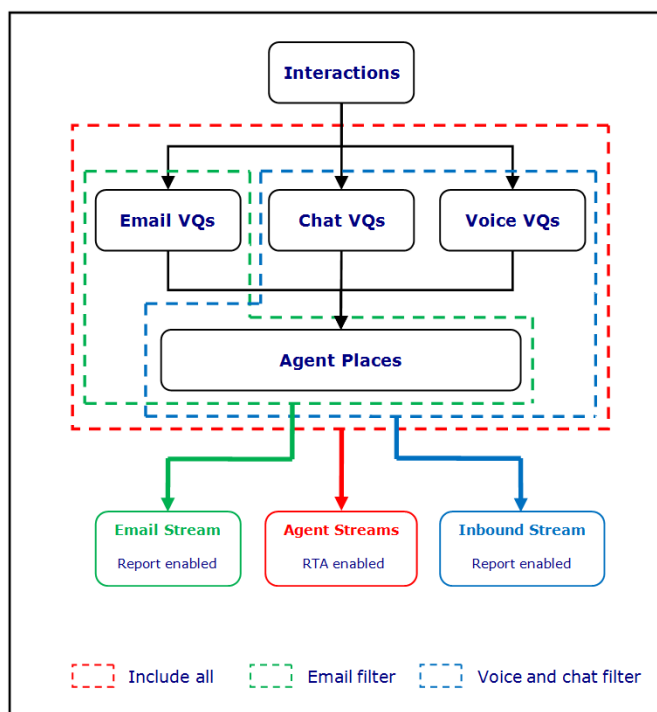 Interactions
Email VQs
Chat VQs
Voice VQs
Agent Places
Email Stream
Report enabled
Agent Streams
RTA enabled
Inbound Stream
Report enabled
Include all
Email filter
Voice and chat filter